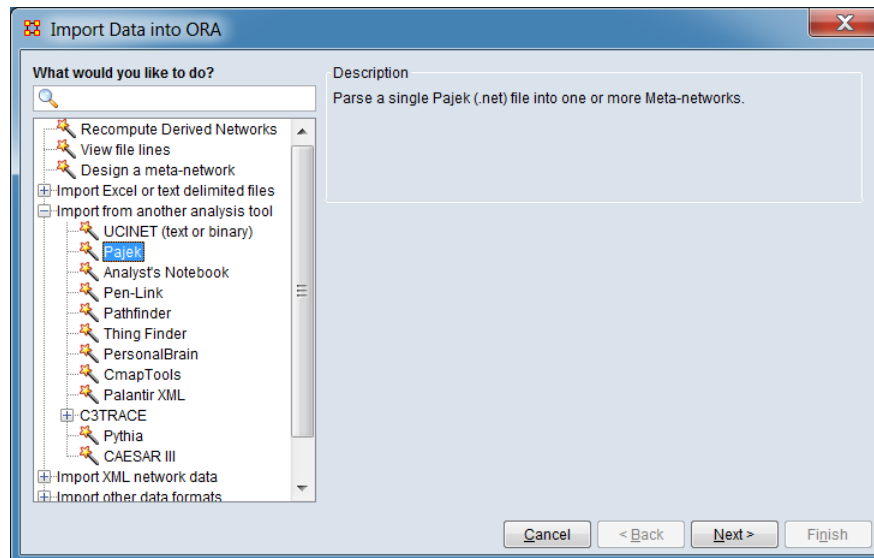 Import Data into ORA
X
What would you like to do?
Recompute Derived Networks
View file lines
Design a meta-network
Import Excel or text delimited files
Import from another analysis tool
UCINET (text or binary)
Pajek
Analyst's Notebook
Pen-Link
Pathfinder
Thing Finder
PersonalBrain
CmapTools
Palantir XML
C3TRACE
Pythia
CAESAR III
Import XML network data
Import other data formats
Description
Parse a single Pajek (.net) file into one or more Meta-networks.
Cancel
< Back
Next >
Finish